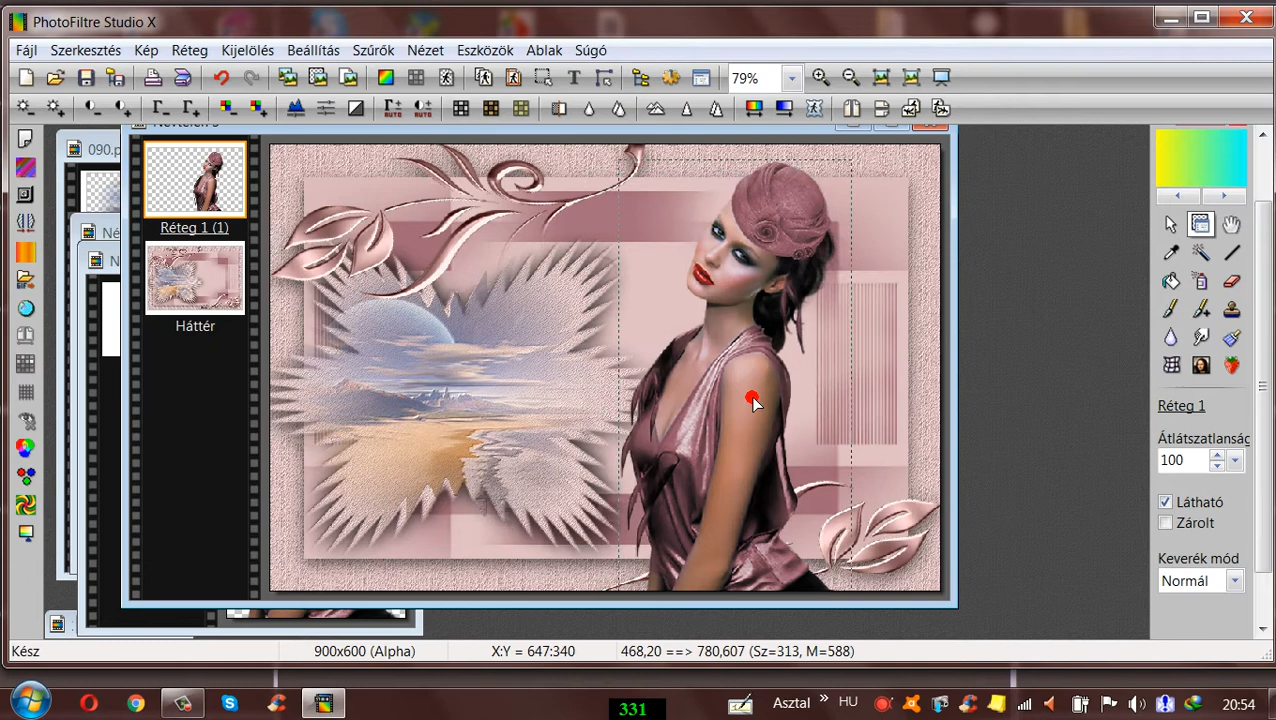 PhotoFiltre Studio X
Fájl Szerkesztés Kép Réteg Kijelölés Beállítás Szűrők Nézet Eszközök Ablak Súgó
79%
AUTO AUTO
090.p
Réteg 1 (1)
Háttér
Réteg 1
Átlátszatlanság
100
Látható
Zárolt
Keverék mód
Normál
Kész 900x600 (Alpha) X:Y = 647:340 468,20 ==> 780,607 (Sz=313, M=588)
331 Asztal » HU 20:54